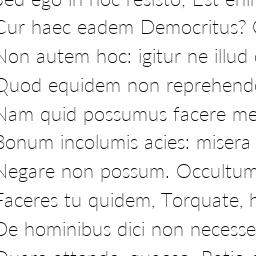 Sed ego in hoc resisto; Est enim
Cur haec eadem Democritus?
Non autem hoc: igitur ne illud
Quod equidem non reprehendo
Nam quid possumus facere me
Bonum incolumis acies: misera
Negare non possum. Occultum
Faceres tu quidem, Torquate, h
De hominibus dici non necesse